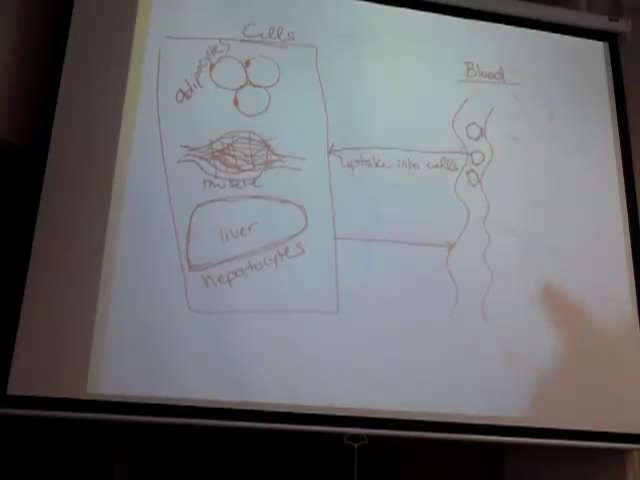 Cells
adipocytes
muscle
liver
hepatocytes
Blood
Uptake into cells